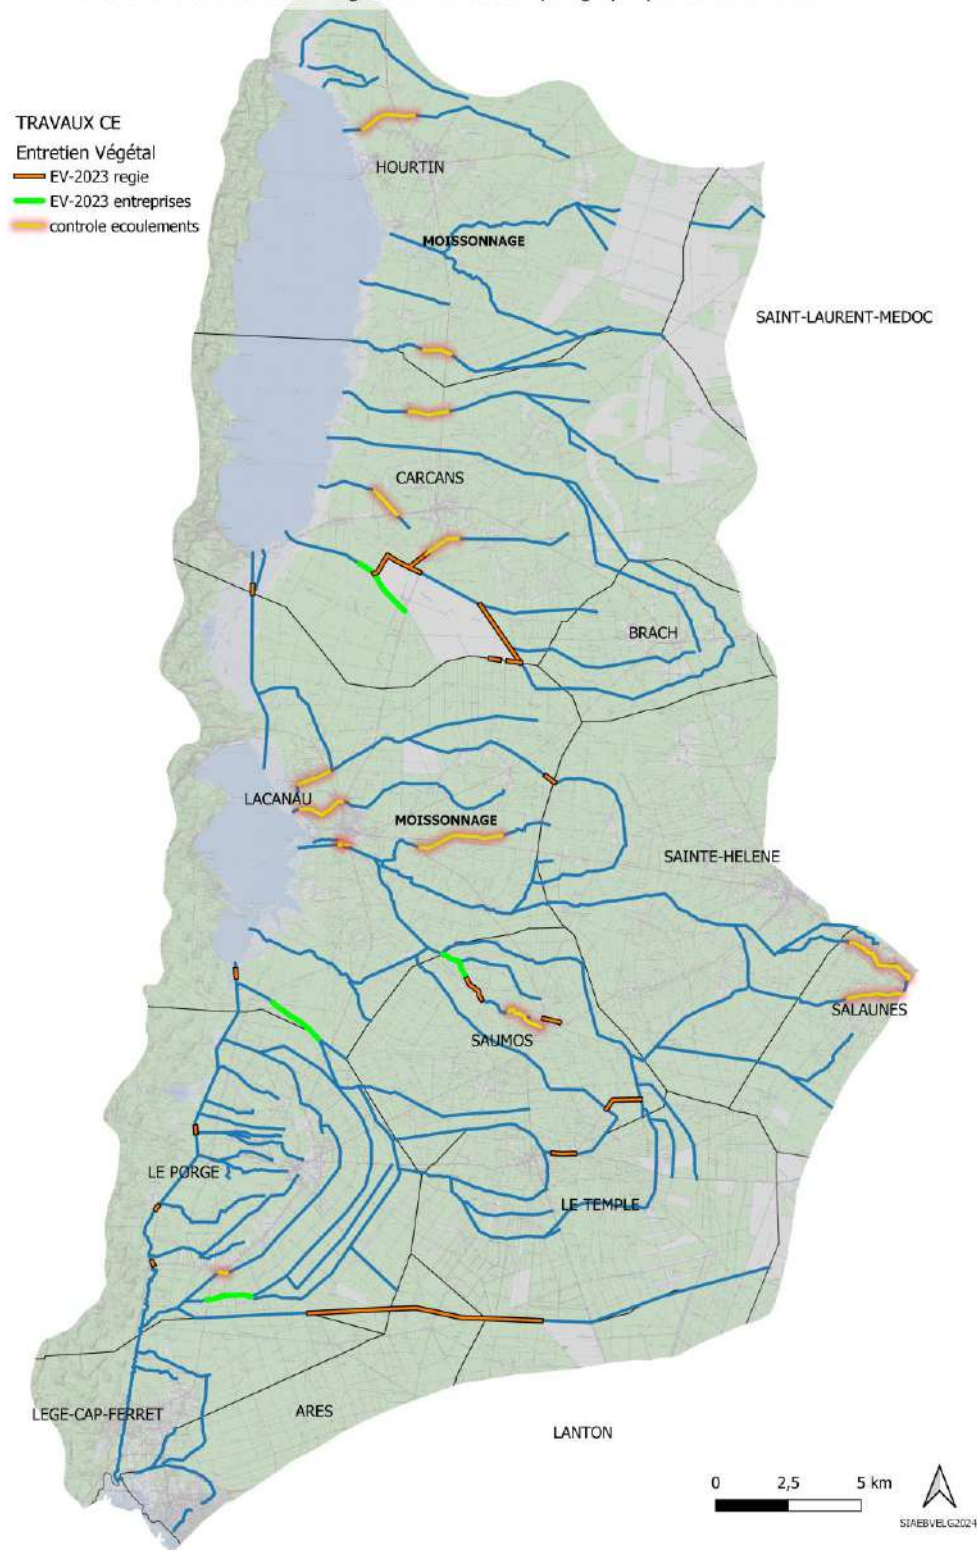 TRAVAUX CE
Entretien Végétal
EV-2023 regie
EV-2023 entreprises
controle ecoulements
HOURTIN
MOISSONNAGE
SAINT-LAURENT-MEDOC
CARCANS
BRACH
LACANAU
MOISSONNAGE
SAINTE-HELENE
SALAUNES
SAUMOS
LE PORGE
LE TEMPLE
LEGE-CAP-FERRET
ARES
LANTON
0 2,5 5 km
SIAEBVELG2024